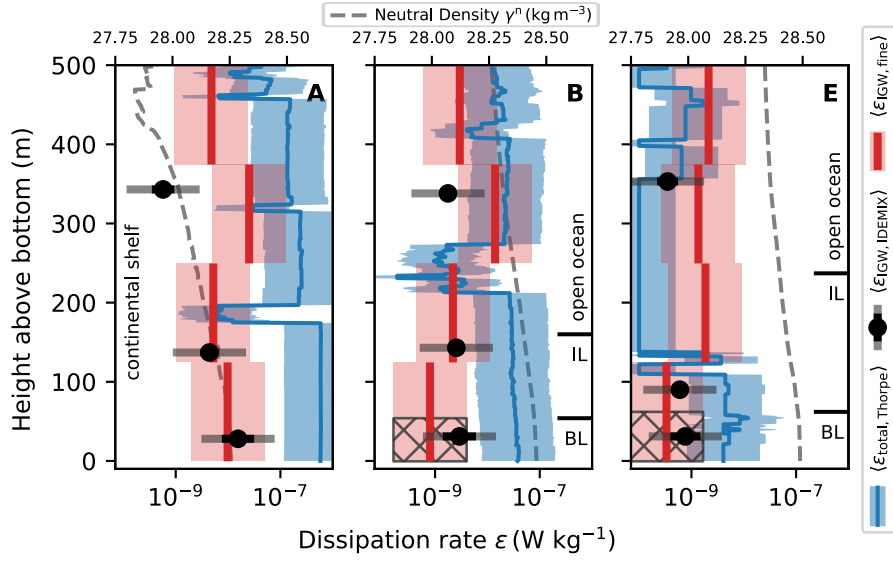 Neutral Density γⁿ (kg m⁻³)
27.75 28.00 28.25 28.50
27.75 28.00 28.25 28.50
27.75 28.00 28.25 28.50
A
B
E
500
400
300
200
100
0
Height above bottom (m)
continental shelf
open ocean
IL
BL
open ocean
IL
BL
10⁻⁹ 10⁻⁷
10⁻⁹ 10⁻⁷
10⁻⁹ 10⁻⁷
Dissipation rate ε (W kg⁻¹)
⟨ε_total, Thorpe⟩
⟨ε_IGW, IDEMIX⟩
⟨ε_IGW, fine⟩